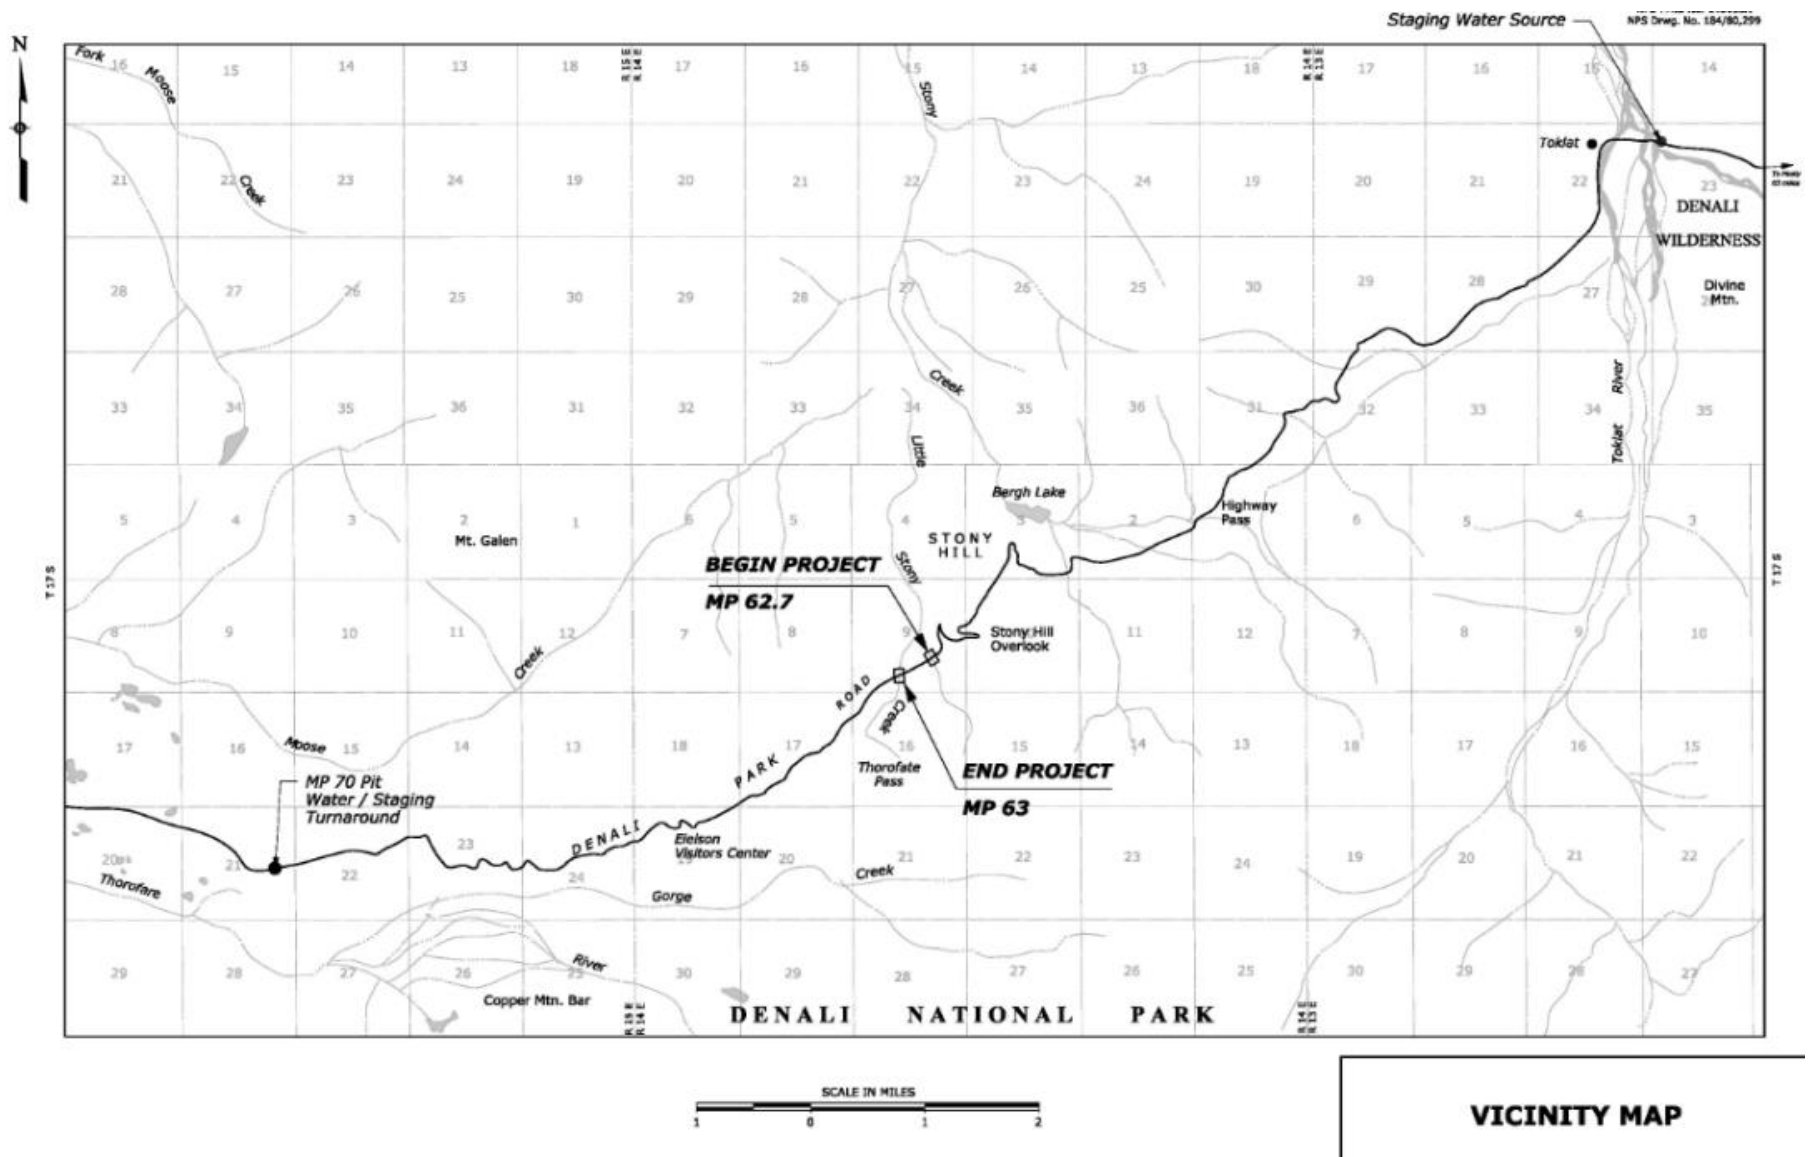 Staging Water Source
NPS Drwg. No. 184/80,299
N
Fork
Moose
Creek
16 15 14 13 18 17 16 15 14 13 18 17 16 15 14
R 15 E
R 14 E
R 14 E
R 13 E
Stony
Toklat
21 22 23 24 19 20 21 22 23 24 19 20 21 22 23
DENALI
WILDERNESS
28 27 26 25 30 29 28 27 26 25 30 29 28 27
Divine
Mtn.
Creek
River
Toklat
33 34 35 36 31 32 33 34 35 36 31 32 33 34 35
Little
Bergh Lake
Highway
Pass
5 4 3 2 1 6 5 4 3 2 6 5 4 3
Mt. Galen
STONY
HILL
Stony
T 17 S
T 17 S
BEGIN PROJECT
MP 62.7
8 9 10 11 12 7 8 9 11 12 7 8 9 10
Stony Hill
Overlook
Creek
Creek
17 16 15 14 13 18 17 16 15 14 13 18 17 16 15
Moose
Thorofate
Pass
END PROJECT
MP 63
MP 70 Pit
Water / Staging
Turnaround
DENALI PARK ROAD
Eielson
Visitors Center
20 21 22 23 24 19 20 21 22 23 24 19 20 21 22
Thorofare
Gorge
Creek
River
29 28 27 26 25 30 29 28 27 26 25 30 29 28 27
Copper Mtn. Bar
R 15 E
R 14 E
R 14 E
R 13 E
DENALI NATIONAL PARK
SCALE IN MILES
1 0 1 2
VICINITY MAP